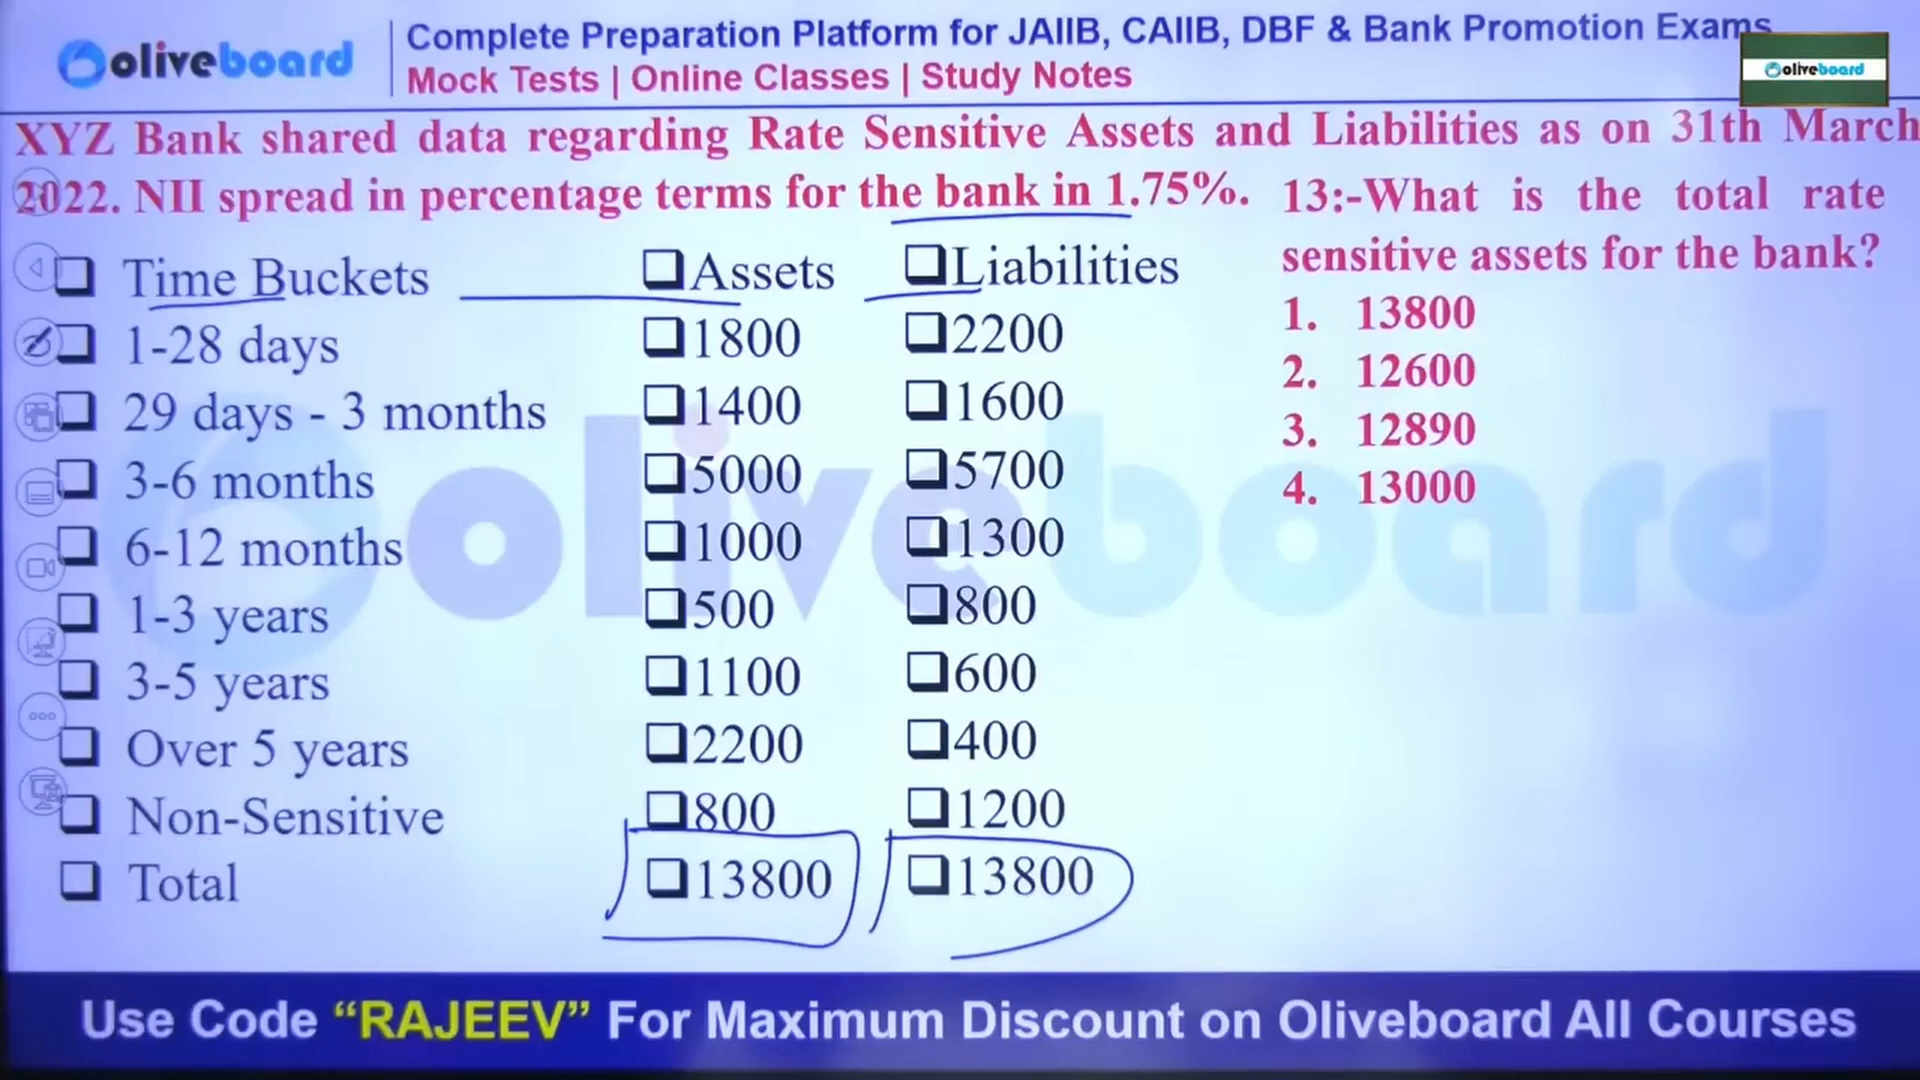 oliveboard
Complete Preparation Platform for JAIIB, CAIIB, DBF & Bank Promotion Exams
Mock Tests | Online Classes | Study Notes
oliveboard
XYZ Bank shared data regarding Rate Sensitive Assets and Liabilities as on 31th March
2022. NII spread in percentage terms for the bank in 1.75%.
13:-What is the total rate
sensitive assets for the bank?
1. 13800
2. 12600
3. 12890
4. 13000
Time Buckets Assets Liabilities
1-28 days 1800 2200
29 days - 3 months 1400 1600
3-6 months 5000 5700
6-12 months 1000 1300
1-3 years 500 800
3-5 years 1100 600
Over 5 years 2200 400
Non-Sensitive 800 1200
Total 13800 13800
oliveboard
Use Code “RAJEEV” For Maximum Discount on Oliveboard All Courses